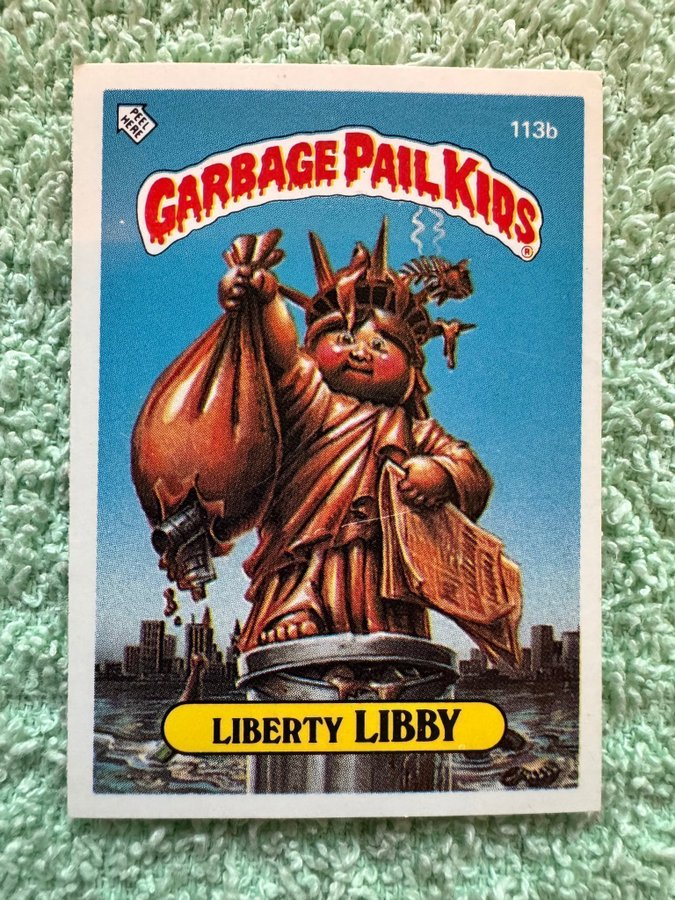 PEEL
HERE
113b
GARBAGE PAIL KIDS
®
LIBERTY LIBBY